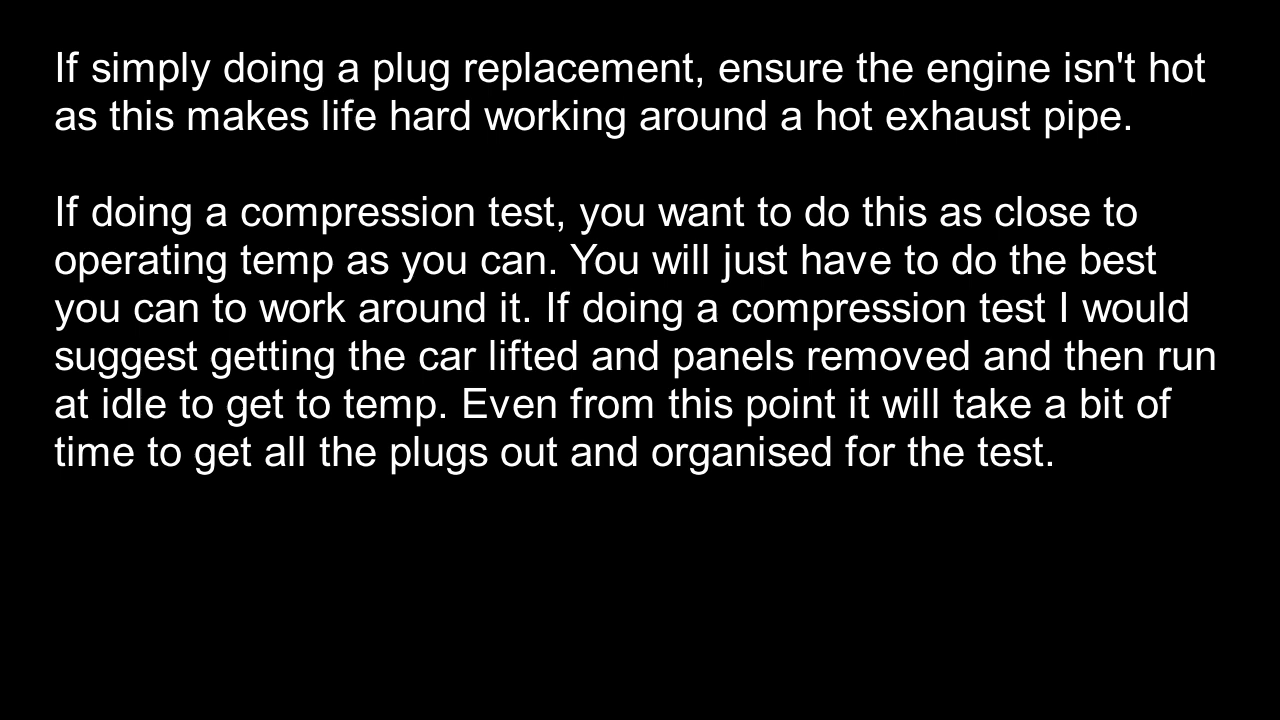 If simply doing a plug replacement, ensure the engine isn't hot
as this makes life hard working around a hot exhaust pipe.
If doing a compression test, you want to do this as close to
operating temp as you can. You will just have to do the best
you can to work around it. If doing a compression test I would
suggest getting the car lifted and panels removed and then run
at idle to get to temp. Even from this point it will take a bit of
time to get all the plugs out and organised for the test.